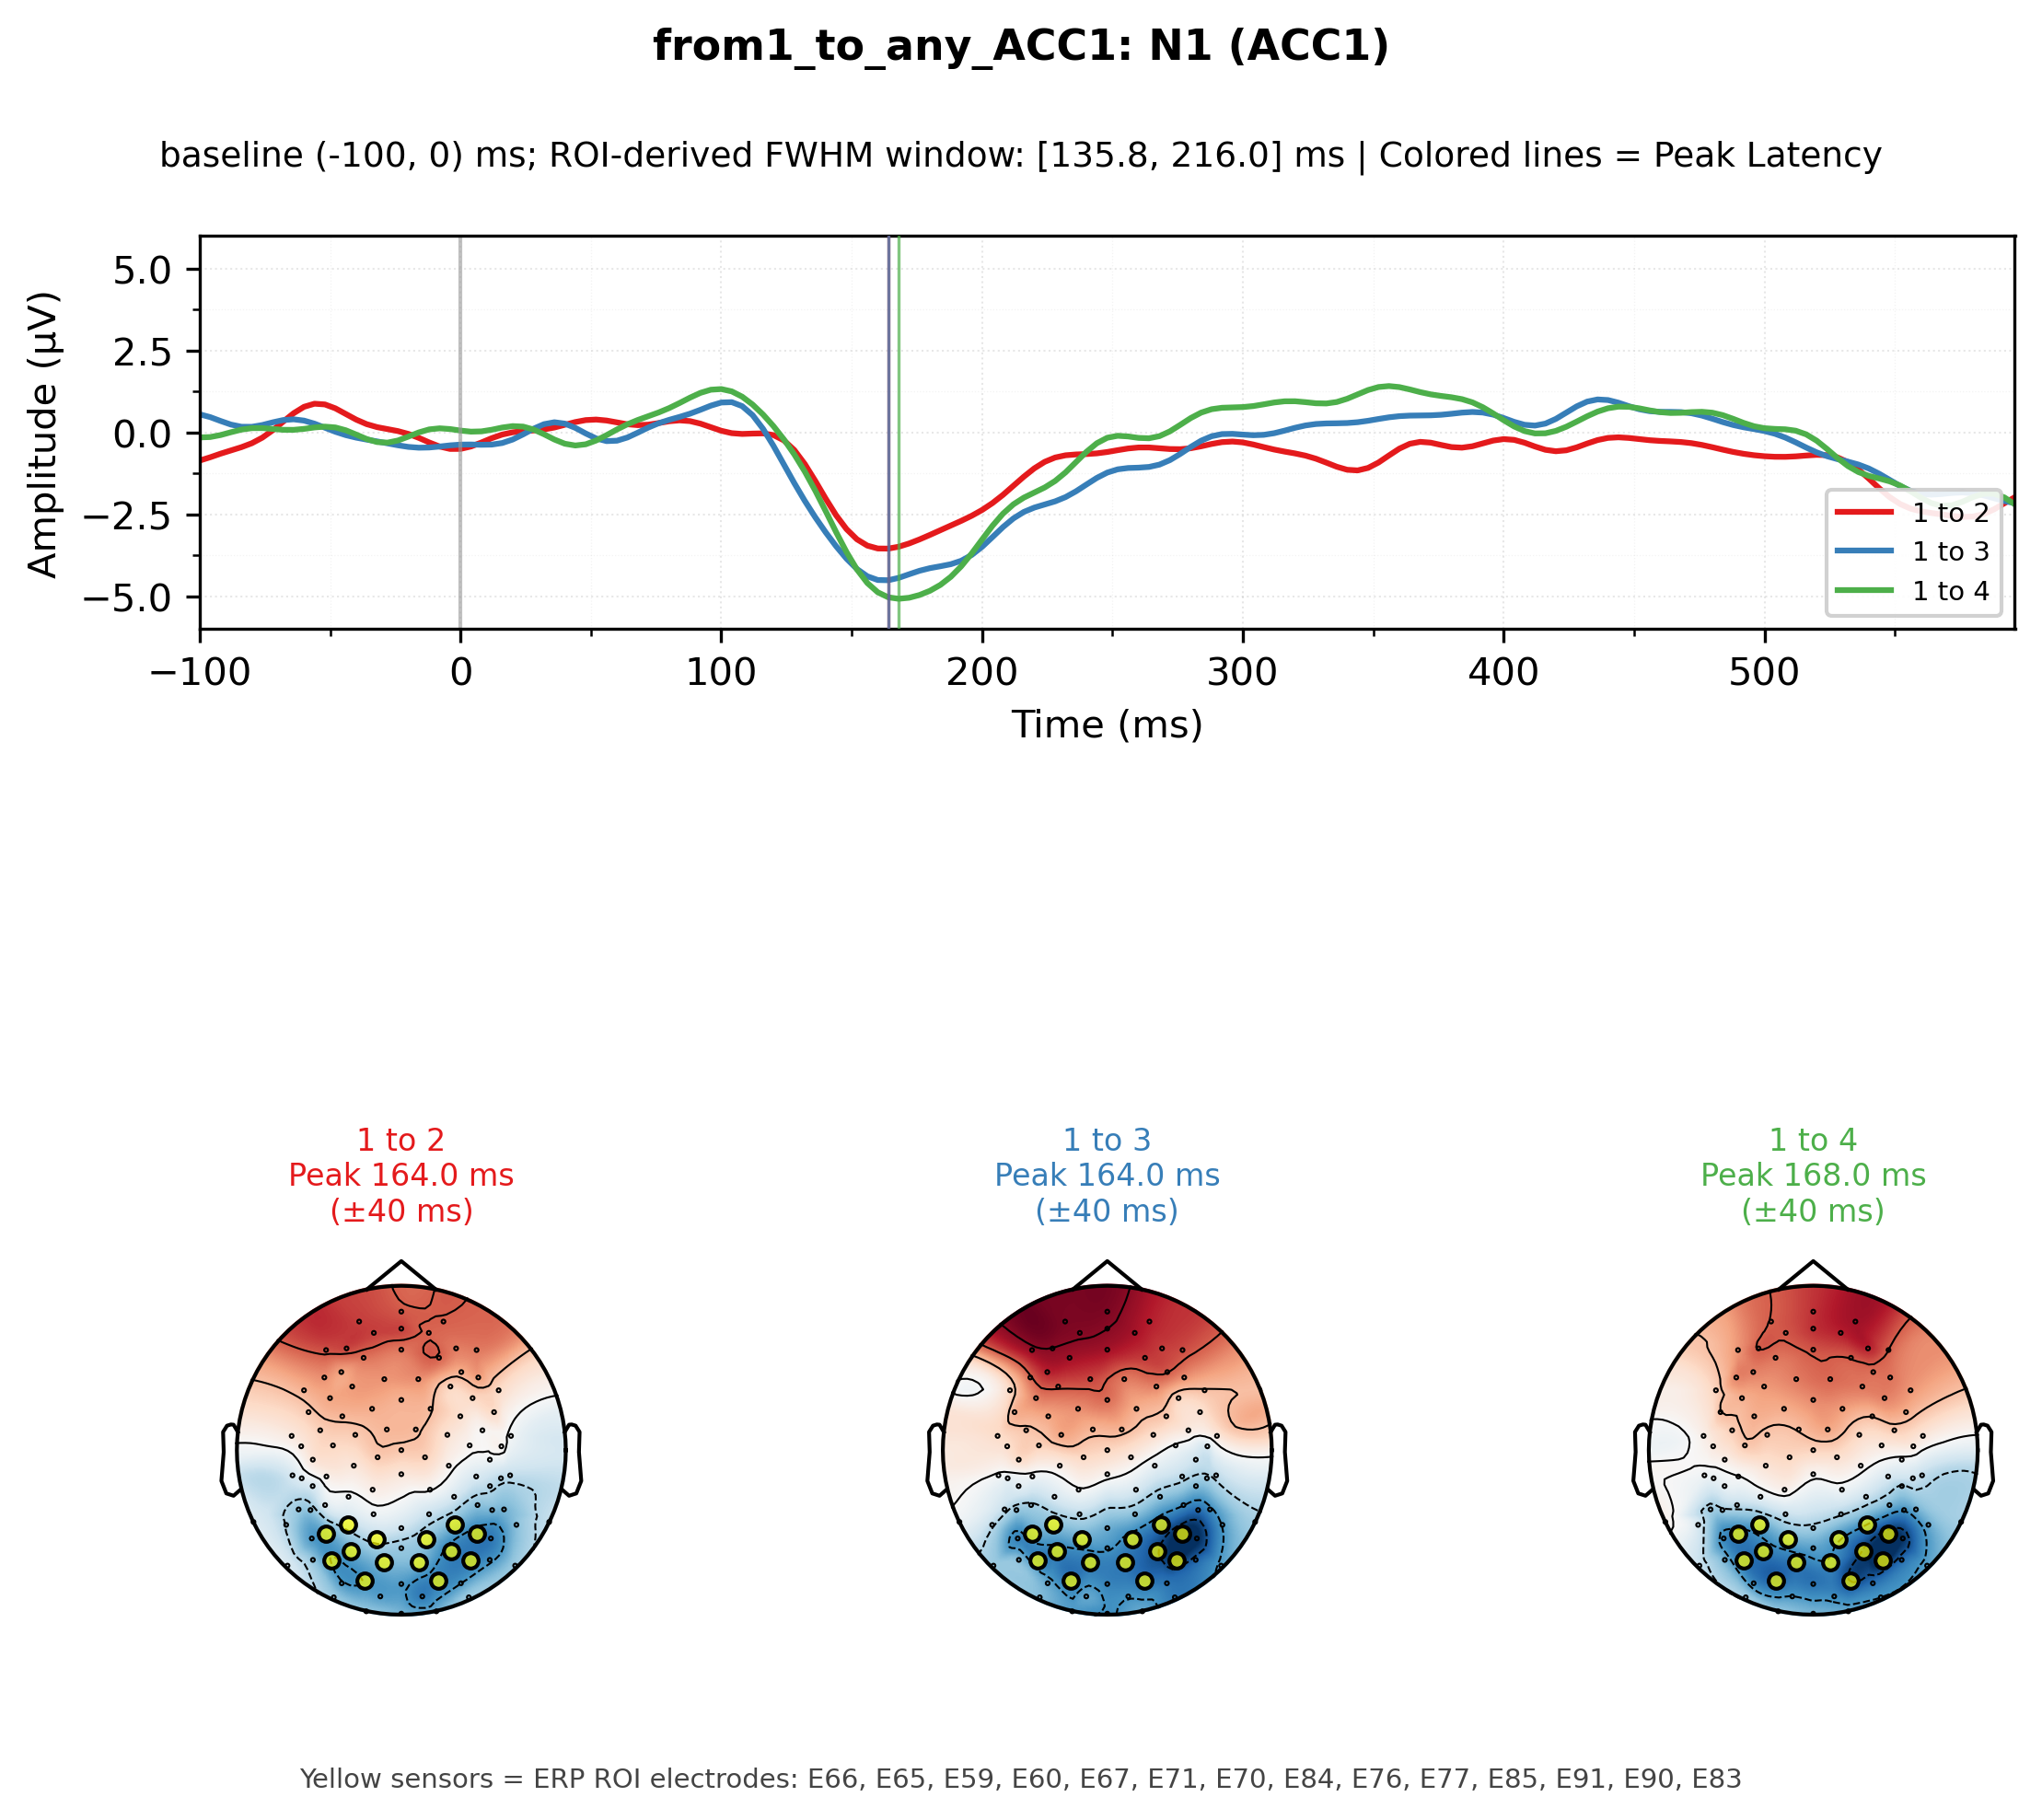 from1_to_any_ACC1: N1 (ACC1)
baseline (-100, 0) ms; ROI-derived FWHM window: [135.8, 216.0] ms | Colored lines = Peak Latency
Amplitude (µV)
5.0
2.5
0.0
−2.5
−5.0
1 to 2
1 to 3
1 to 4
−100
0
100
200
300
400
500
Time (ms)
1 to 2
Peak 164.0 ms
(±40 ms)
1 to 3
Peak 164.0 ms
(±40 ms)
1 to 4
Peak 168.0 ms
(±40 ms)
Yellow sensors = ERP ROI electrodes: E66, E65, E59, E60, E67, E71, E70, E84, E76, E77, E85, E91, E90, E83